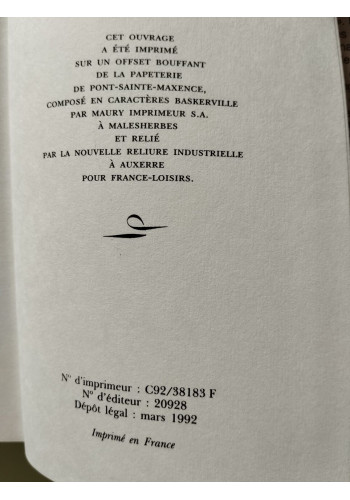 CET OUVRAGE
A ÉTÉ IMPRIMÉ
SUR UN OFFSET BOUFFANT
DE LA PAPETERIE
DE PONT-SAINTE-MAXENCE,
COMPOSÉ EN CARACTÈRES BASKERVILLE
PAR MAURY IMPRIMEUR S.A.
À MALESHERBES
ET RELIÉ
PAR LA NOUVELLE RELIURE INDUSTRIELLE
À AUXERRE
POUR FRANCE-LOISIRS.
N° d'imprimeur : C92/38183 F
N° d'éditeur : 20928
Dépôt légal : mars 1992
Imprimé en France